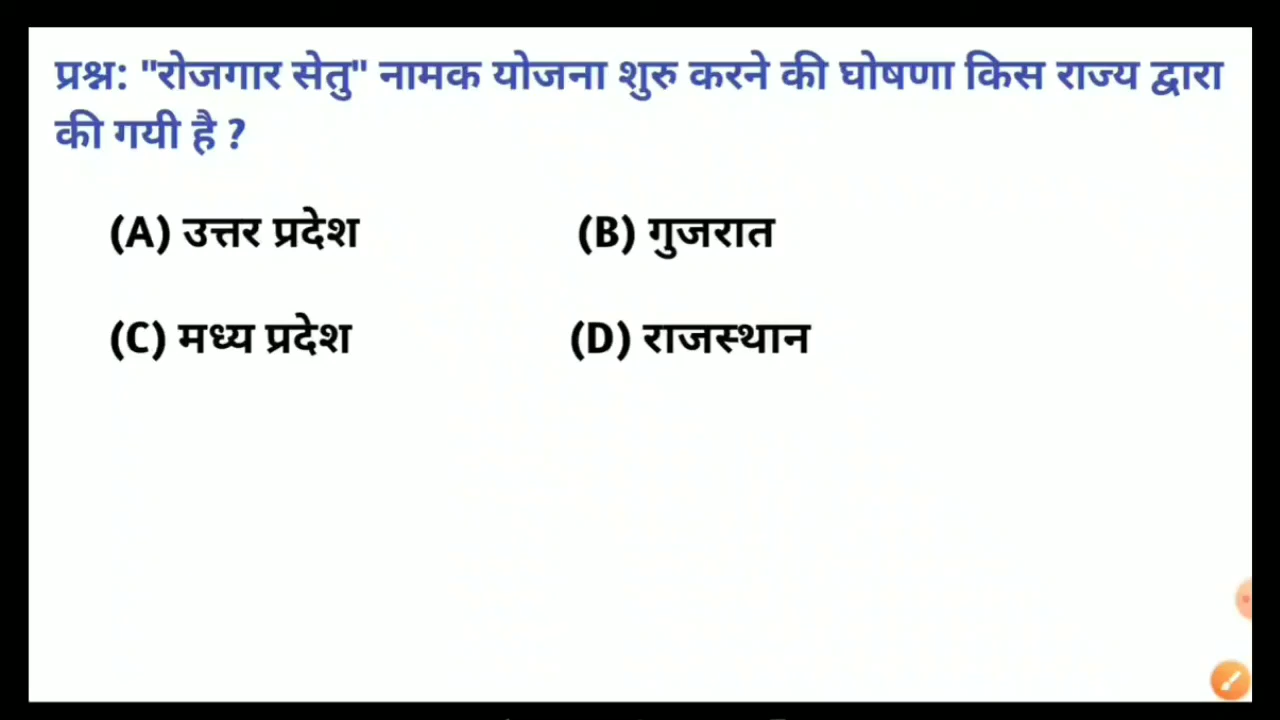 प्रश्न: "रोजगार सेतु" नामक योजना शुरु करने की घोषणा किस राज्य द्वारा
की गयी है ?
(A) उत्तर प्रदेश (B) गुजरात
(C) मध्य प्रदेश (D) राजस्थान